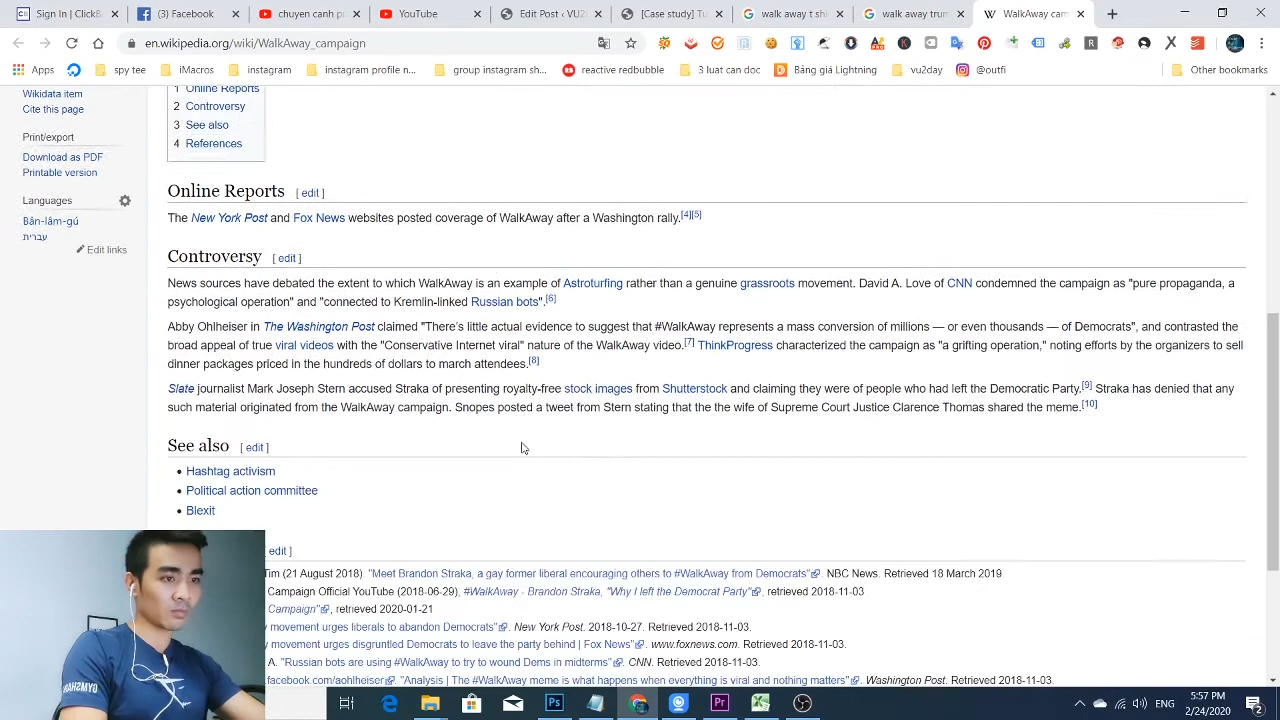 Sign In | ClickB
(3) Facebook
chuyen canh p
YouTube
Edit Post ‹ VU2
[Case study] Tu
walk away t sha
walk away trum
WalkAway cam
en.wikipedia.org/wiki/WalkAway_campaign
Apps
spy tee
iMacros
instagram
instagram profile n...
group instagram sh...
reactive redbubble
3 luat can doc
Bảng giá Lightning
vu2day
@outfi
Other bookmarks
Wikidata item
Cite this page
Print/export
Download as PDF
Printable version
Languages
Bân-lâm-gú
עברית
Edit links
1 Online Reports
2 Controversy
3 See also
4 References
Online Reports [ edit ]
The New York Post and Fox News websites posted coverage of WalkAway after a Washington rally.[4][5]
Controversy [ edit ]
News sources have debated the extent to which WalkAway is an example of Astroturfing rather than a genuine grassroots movement. David A. Love of CNN condemned the campaign as "pure propaganda, a
psychological operation" and "connected to Kremlin-linked Russian bots".[6]
Abby Ohlheiser in The Washington Post claimed "There's little actual evidence to suggest that #WalkAway represents a mass conversion of millions — or even thousands — of Democrats", and contrasted the
broad appeal of true viral videos with the "Conservative Internet viral" nature of the WalkAway video.[7] ThinkProgress characterized the campaign as "a grifting operation," noting efforts by the organizers to sell
dinner packages priced in the hundreds of dollars to march attendees.[8]
Slate journalist Mark Joseph Stern accused Straka of presenting royalty-free stock images from Shutterstock and claiming they were of people who had left the Democratic Party.[9] Straka has denied that any
such material originated from the WalkAway campaign. Snopes posted a tweet from Stern stating that the the wife of Supreme Court Justice Clarence Thomas shared the meme.[10]
See also [ edit ]
Hashtag activism
Political action committee
Blexit
edit ]
Tim (21 August 2018). "Meet Brandon Straka, a gay former liberal encouraging others to #WalkAway from Democrats". NBC News. Retrieved 18 March 2019.
Campaign Official YouTube (2018-06-29), #WalkAway - Brandon Straka, "Why I left the Democrat Party", retrieved 2018-11-03
Campaign", retrieved 2020-01-21
movement urges liberals to abandon Democrats". New York Post. 2018-10-27. Retrieved 2018-11-03.
movement urges disgruntled Democrats to leave the party behind | Fox News". www.foxnews.com. Retrieved 2018-11-03.
A. "Russian bots are using #WalkAway to try to wound Dems in midterms". CNN. Retrieved 2018-11-03.
facebook.com/aohlheiser. "Analysis | The #WalkAway meme is what happens when everything is viral and nothing matters". Washington Post. Retrieved 2018-11-03.
GYMSHARK
ENG
5:57 PM
2/24/2020